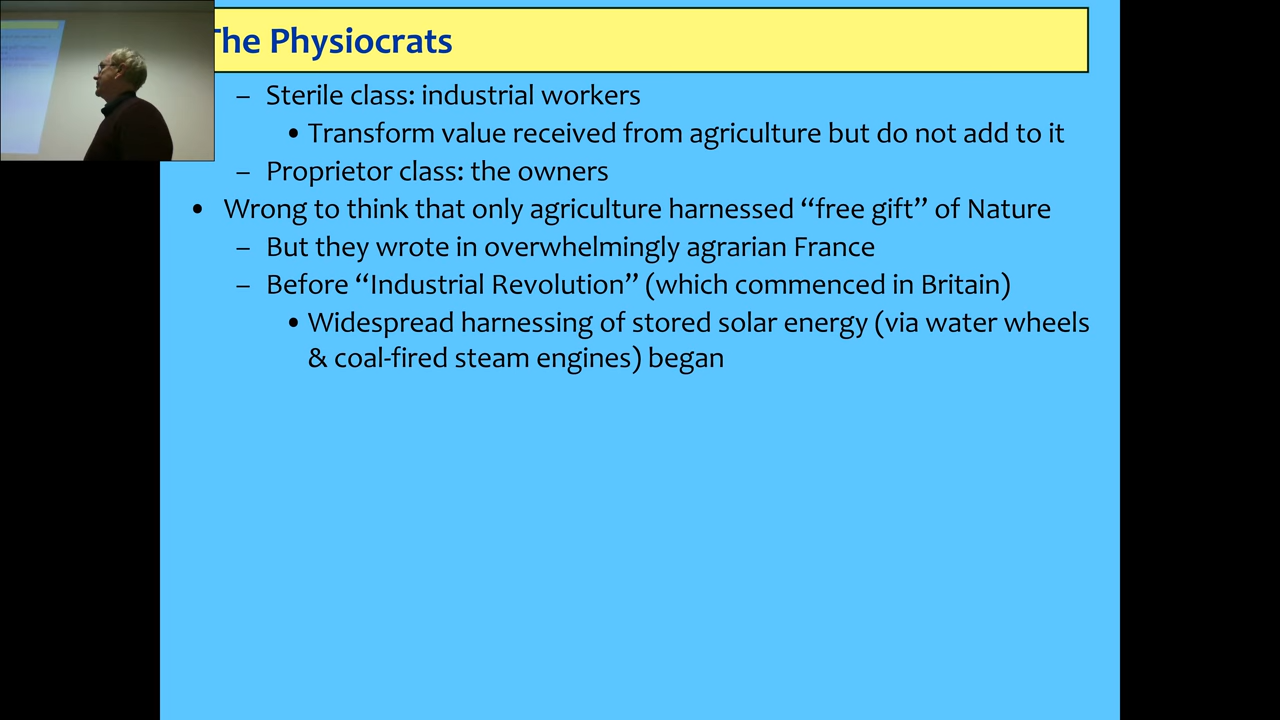 The Physiocrats
– Sterile class: industrial workers
• Transform value received from agriculture but do not add to it
– Proprietor class: the owners
• Wrong to think that only agriculture harnessed “free gift” of Nature
– But they wrote in overwhelmingly agrarian France
– Before “Industrial Revolution” (which commenced in Britain)
• Widespread harnessing of stored solar energy (via water wheels
& coal-fired steam engines) began